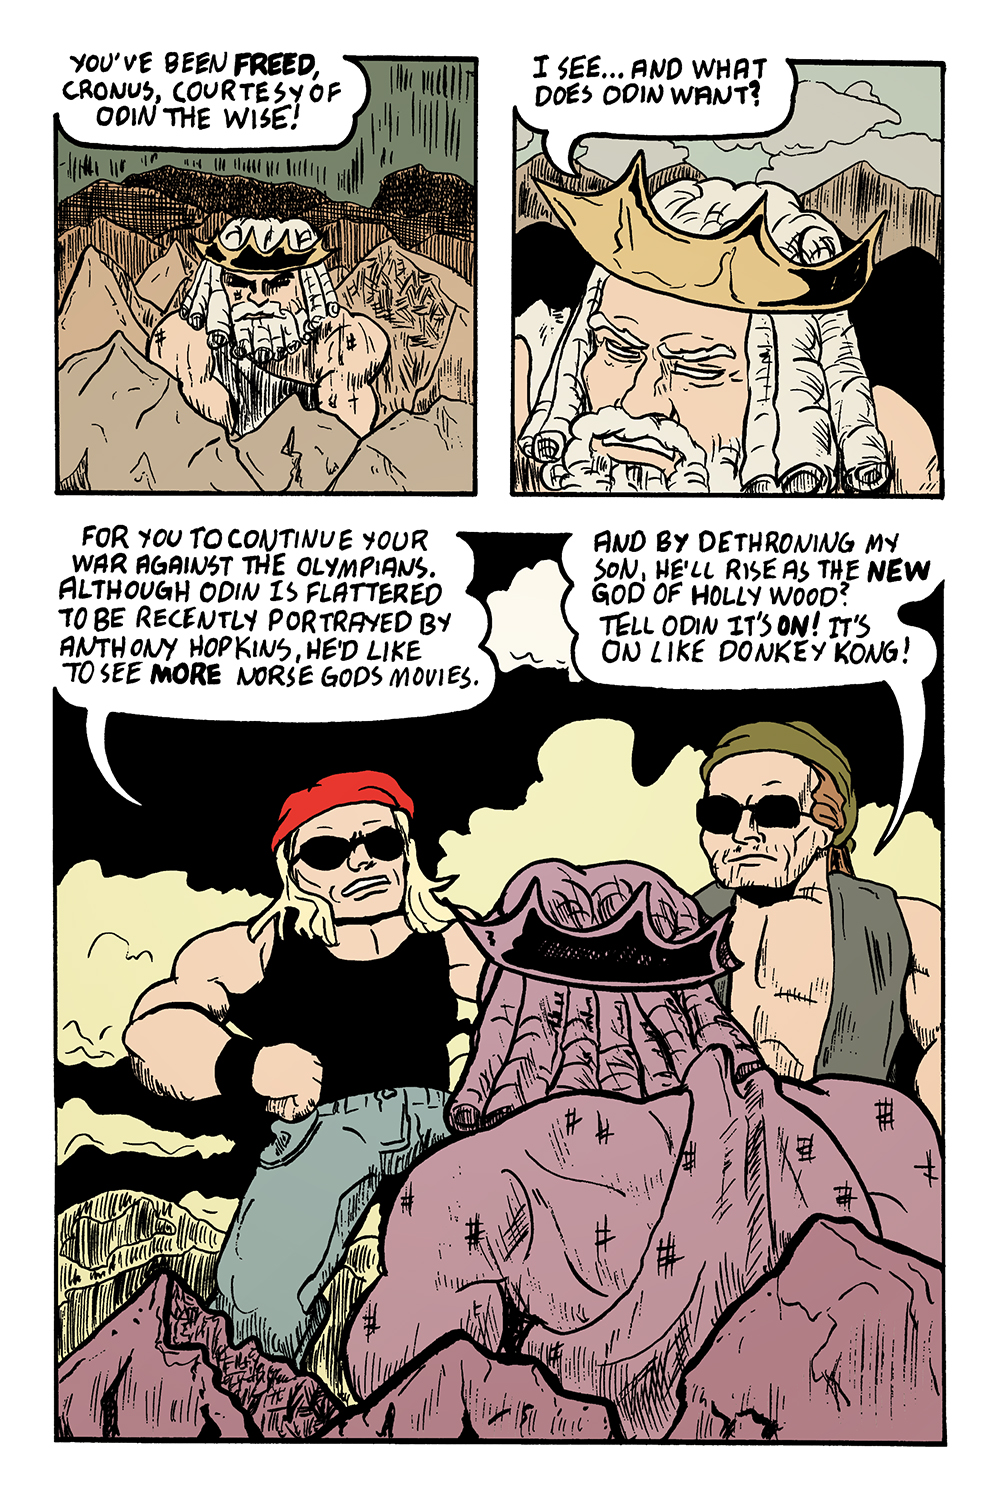 YOU'VE BEEN FREED,
CRONUS, COURTESY OF
ODIN THE WISE!
I SEE... AND WHAT
DOES ODIN WANT?
FOR YOU TO CONTINUE YOUR
WAR AGAINST THE OLYMPIANS.
ALTHOUGH ODIN IS FLATTERED
TO BE RECENTLY PORTRAYED BY
ANTHONY HOPKINS, HE'D LIKE
TO SEE MORE NORSE GODS MOVIES.
AND BY DETHRONING MY
SON, HE'LL RISE AS THE NEW
GOD OF HOLLYWOOD?
TELL ODIN IT'S ON! IT'S
ON LIKE DONKEY KONG!